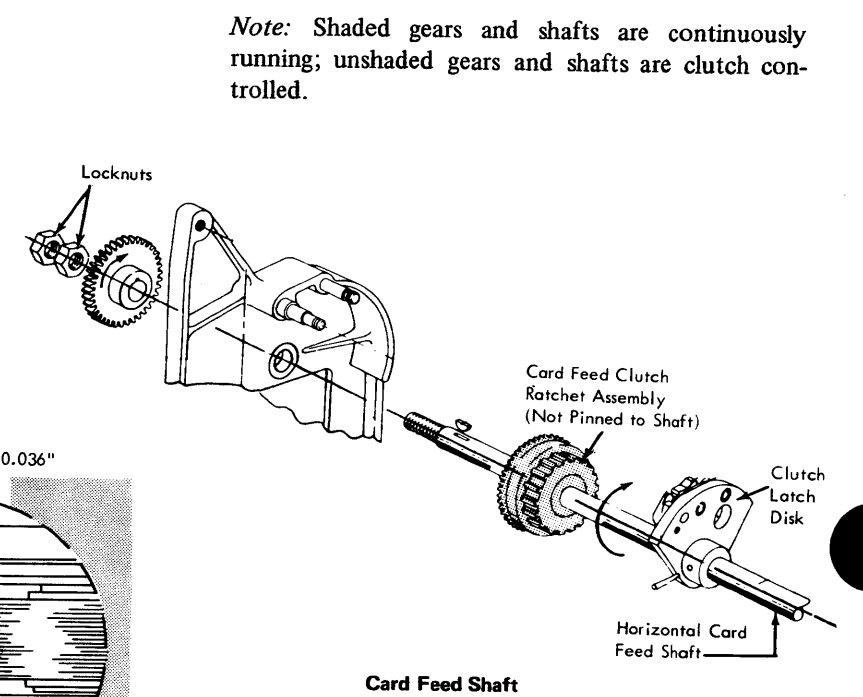 Note: Shaded gears and shafts are continuously
running; unshaded gears and shafts are clutch con-
trolled.
Locknuts
Card Feed Clutch
Ratchet Assembly
(Not Pinned to Shaft)
0.036"
Clutch
Latch
Disk
Horizontal Card
Feed Shaft
Card Feed Shaft